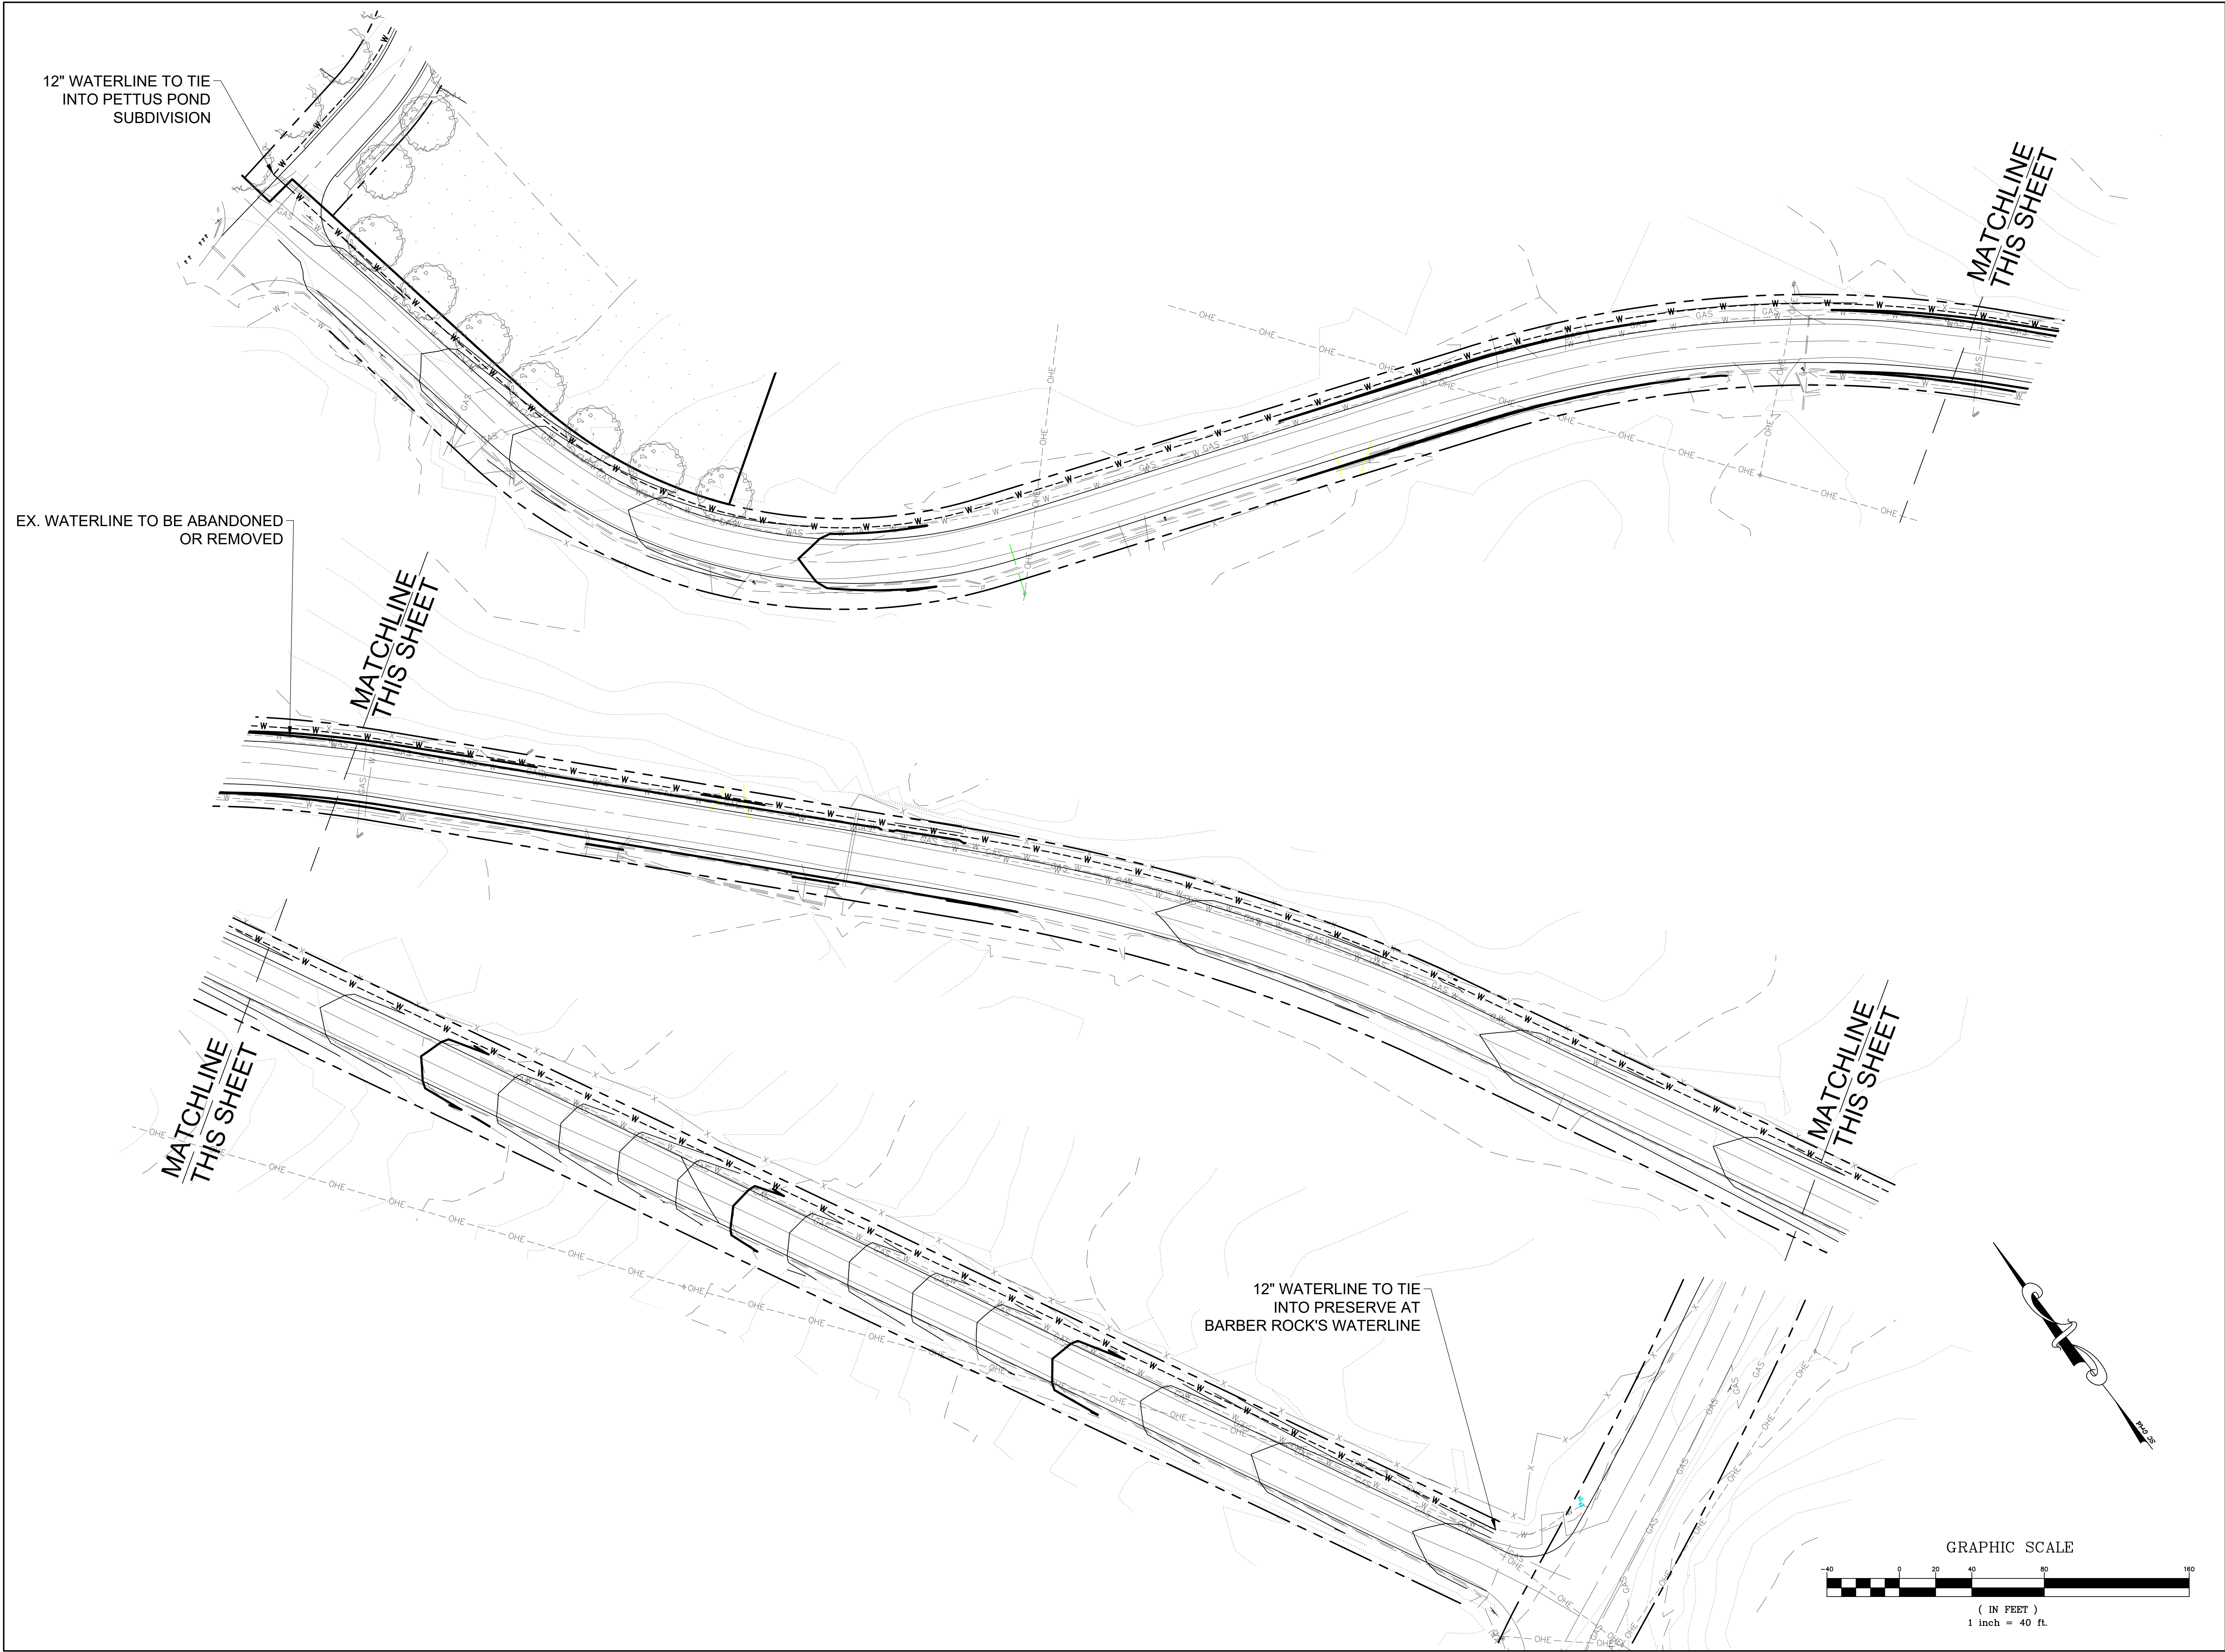 12" WATERLINE TO TIE
INTO PETTUS POND
SUBDIVISION
MATCHLINE
THIS SHEET
EX. WATERLINE TO BE ABANDONED
OR REMOVED
MATCHLINE
THIS SHEET
MATCHLINE
THIS SHEET
MATCHLINE
THIS SHEET
12" WATERLINE TO TIE
INTO PRESERVE AT
BARBER ROCK'S WATERLINE
GRAPHIC SCALE
-40 0 20 40 80 160
( IN FEET )
1 inch = 40 ft.
W
GAS
OHE
X